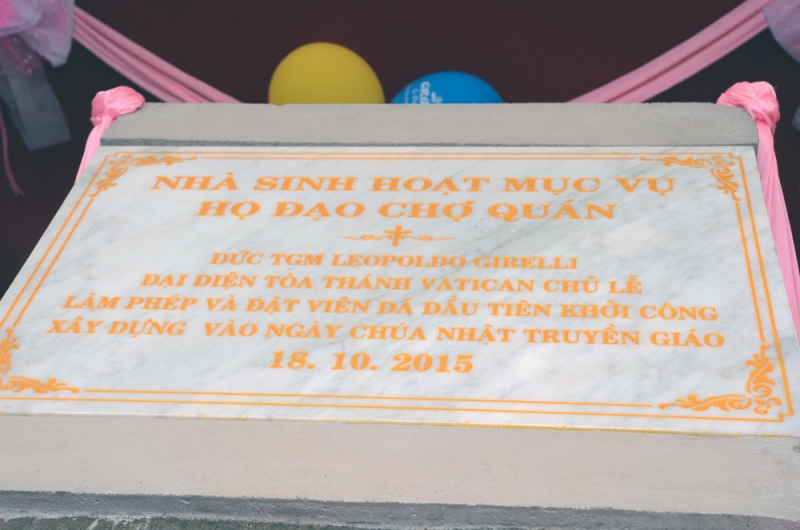 NHÀ SINH HOẠT MỤC VỤ
HỌ ĐẠO CHỢ QUÁN
ĐỨC TGM LEOPOLDO GIRELLI
ĐẠI DIỆN TÒA THÁNH VATICAN CHỦ LỄ
LÀM PHÉP VÀ ĐẶT VIÊN ĐÁ ĐẦU TIÊN KHỞI CÔNG
XÂY DỰNG VÀO NGÀY CHÚA NHẬT TRUYỀN GIÁO
18. 10. 2015